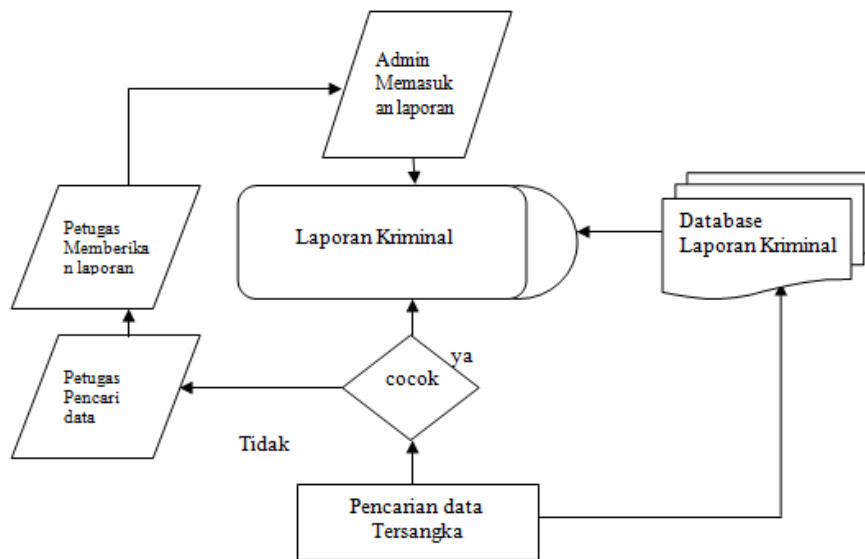 Admin
Memasuk
an laporan
Petugas
Memberika
n laporan
Laporan Kriminal
Database
Laporan Kriminal
Petugas
Pencari
data
ya
cocok
Tidak
Pencarian data
Tersangka